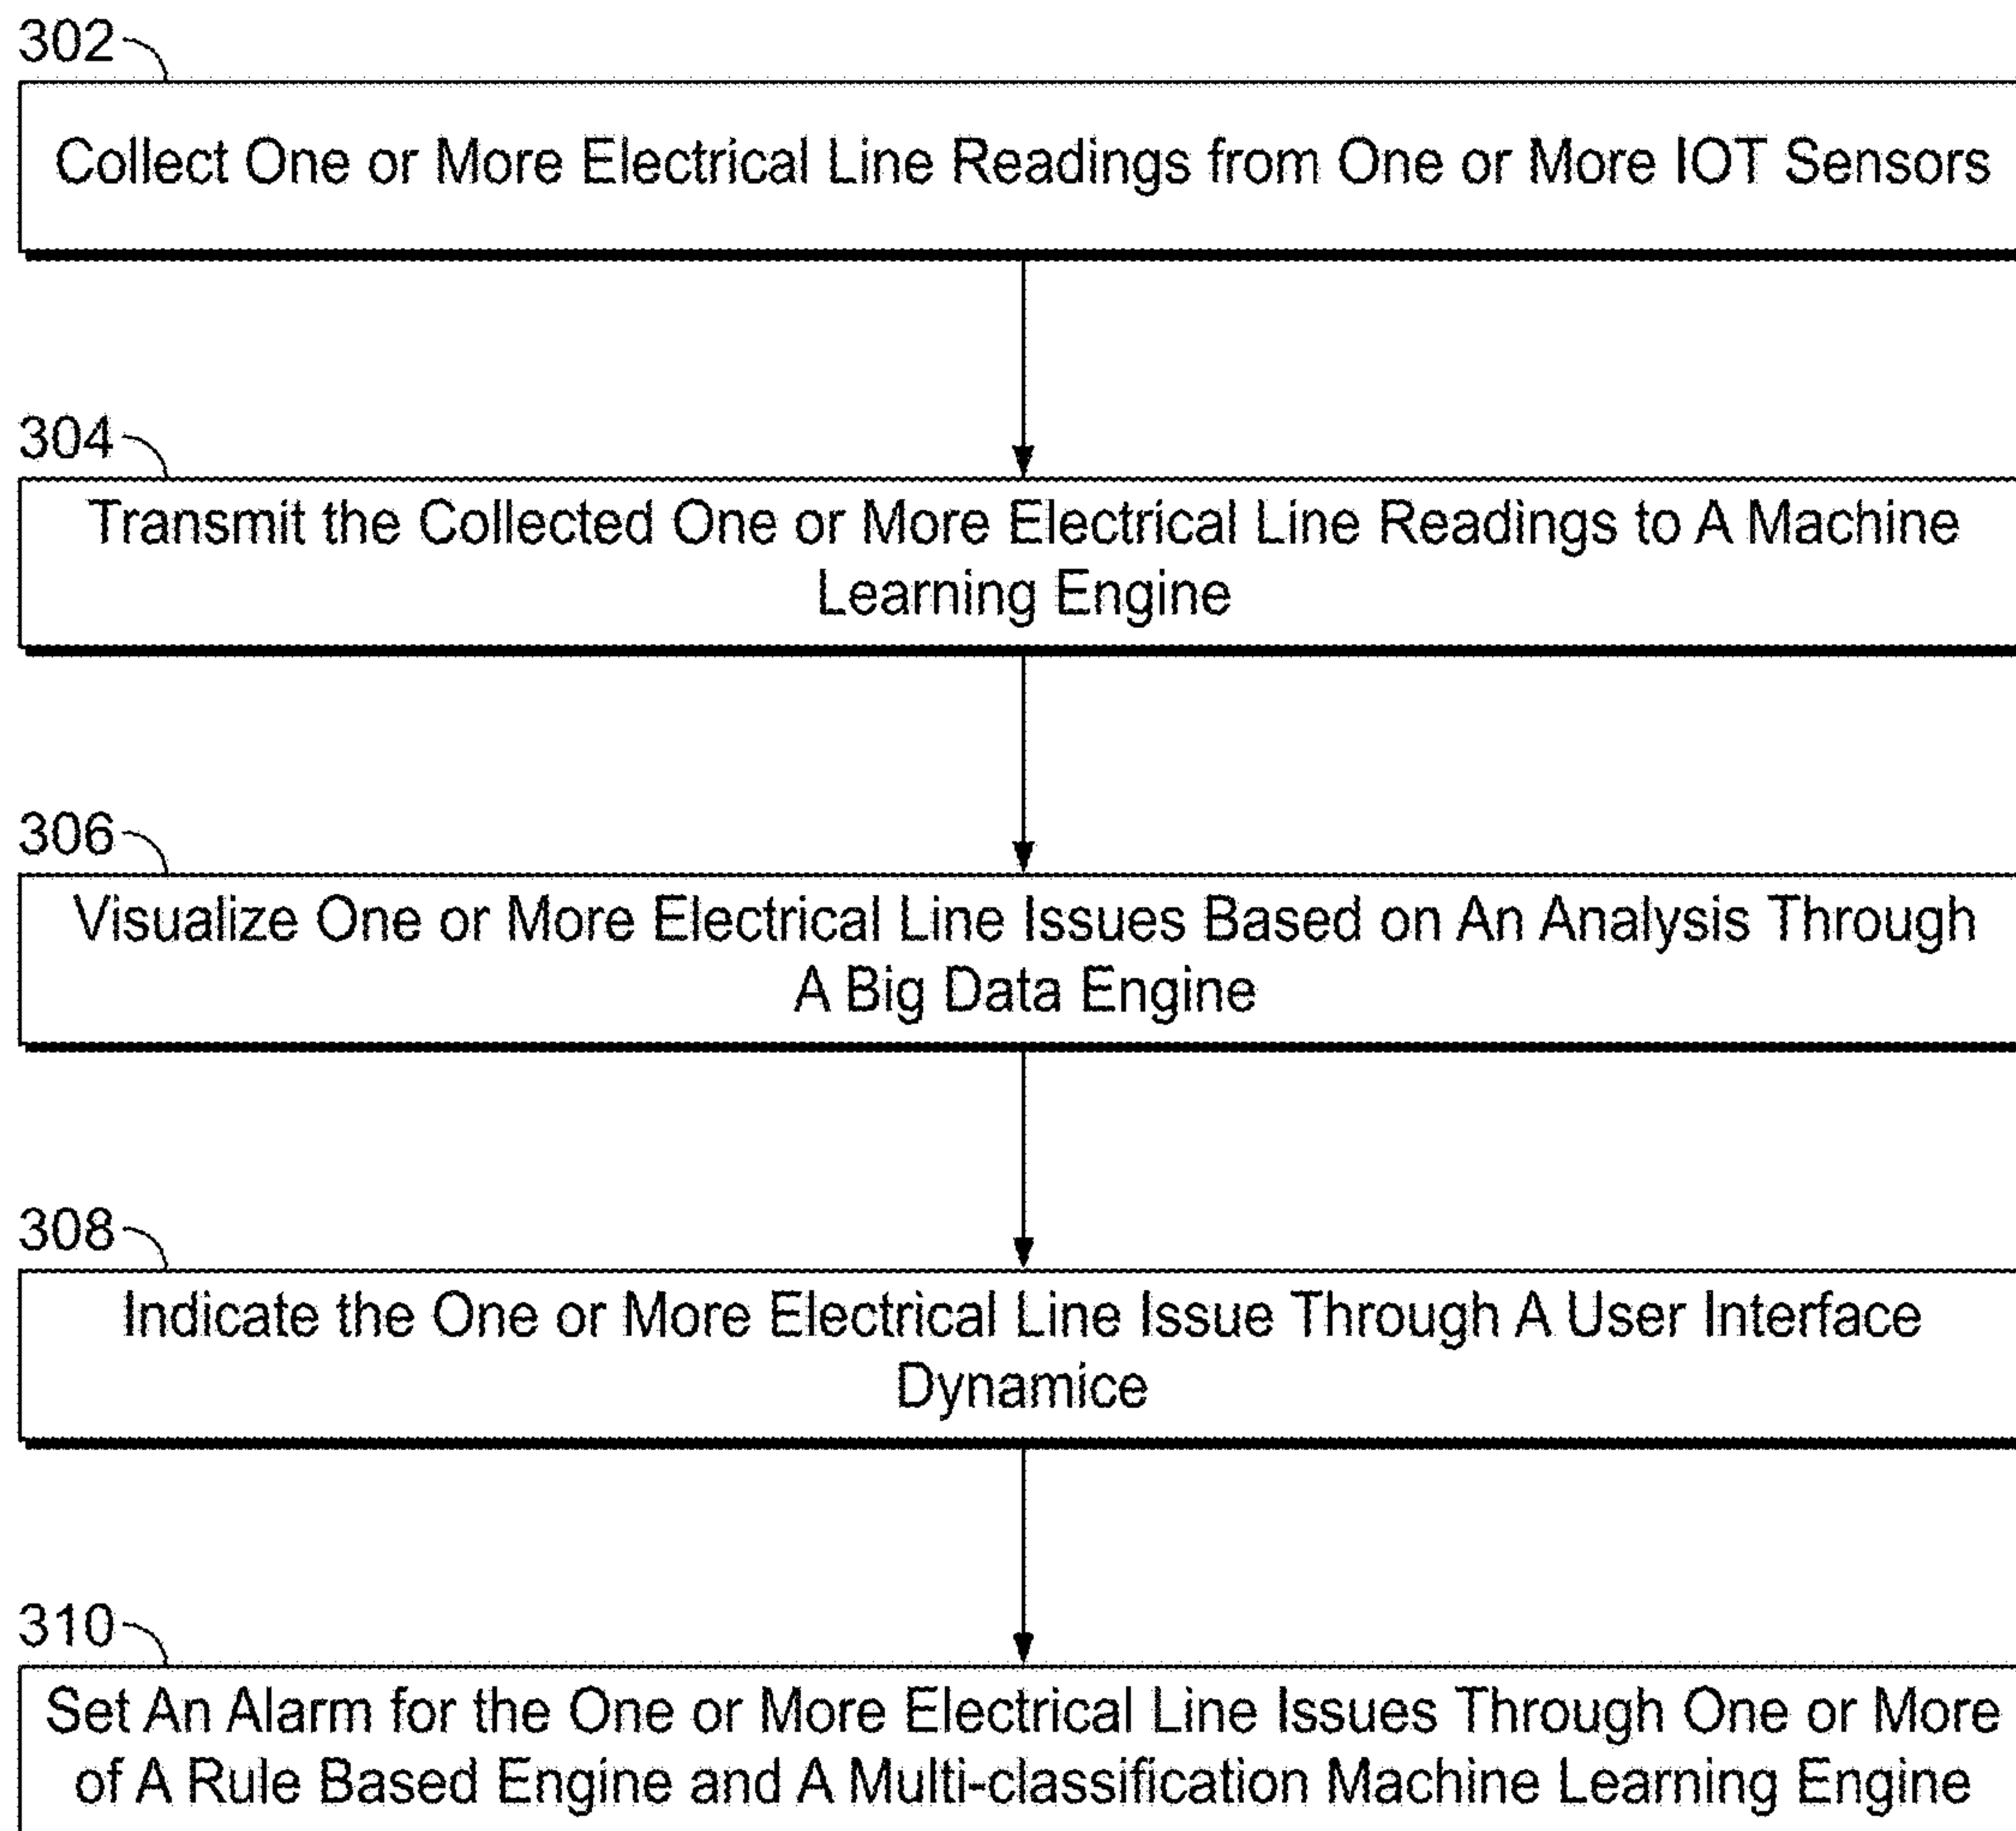 302
Collect One or More Electrical Line Readings from One or More IOT Sensors
304
Transmit the Collected One or More Electrical Line Readings to A Machine
Learning Engine
306
Visualize One or More Electrical Line Issues Based on An Analysis Through
A Big Data Engine
308
Indicate the One or More Electrical Line Issue Through A User Interface
Dynamice
310
Set An Alarm for the One or More Electrical Line Issues Through One or More
of A Rule Based Engine and A Multi-classification Machine Learning Engine